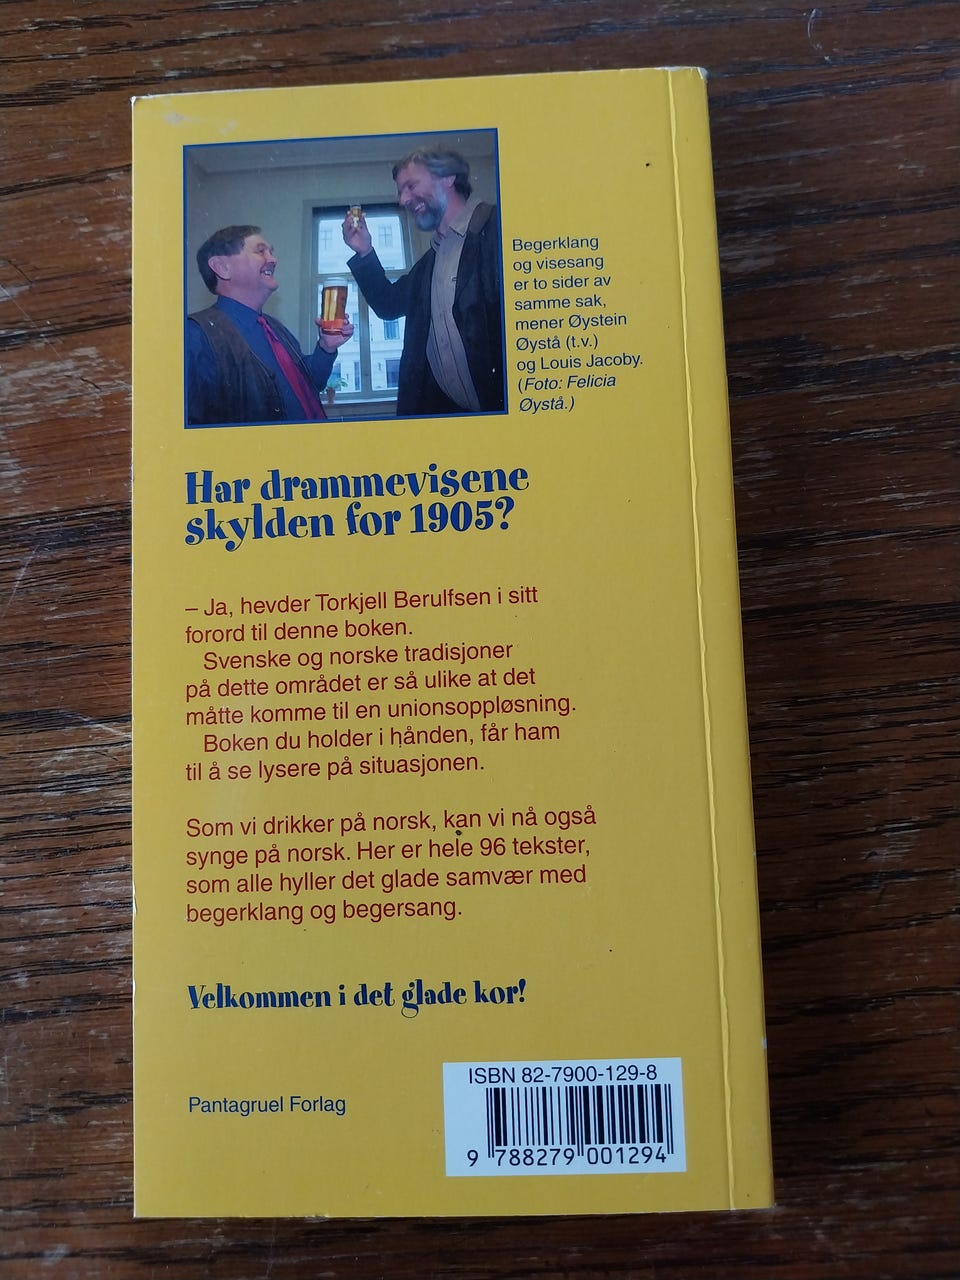 Begerklang
og visesang
er to sider av
samme sak,
mener Øystein
Øystå (t.v.)
og Louis Jacoby.
(Foto: Felicia
Øystå.)
Har drammevisene
skylden for 1905?
– Ja, hevder Torkjell Berulfsen i sitt
forord til denne boken.
Svenske og norske tradisjoner
på dette området er så ulike at det
måtte komme til en unionsoppløsning.
Boken du holder i hånden, får ham
til å se lysere på situasjonen.
Som vi drikker på norsk, kan vi nå også
synge på norsk. Her er hele 96 tekster,
som alle hyller det glade samvær med
begerklang og begersang.
Velkommen i det glade kor!
Pantagruel Forlag
ISBN 82-7900-129-8
9 788279 001294